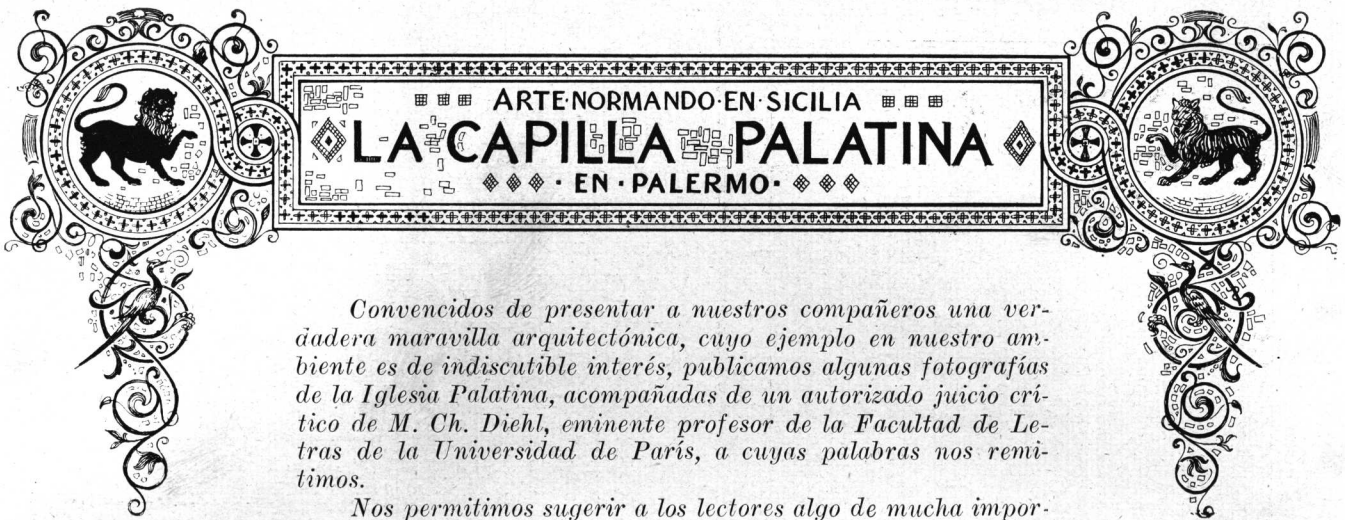 ARTE·NORMANDO·EN·SICILIA
LA CAPILLA PALATINA
· EN · PALERMO ·
Convencidos de presentar a nuestros compañeros una ver-
dadera maravilla arquitectónica, cuyo ejemplo en nuestro am-
biente es de indiscutible interés, publicamos algunas fotografías
de la Iglesia Palatina, acompañadas de un autorizado juicio crí-
tico de M. Ch. Diehl, eminente profesor de la Facultad de Le-
tras de la Universidad de París, a cuyas palabras nos remi-
timos.
Nos permitimos sugerir a los lectores algo de mucha impor-